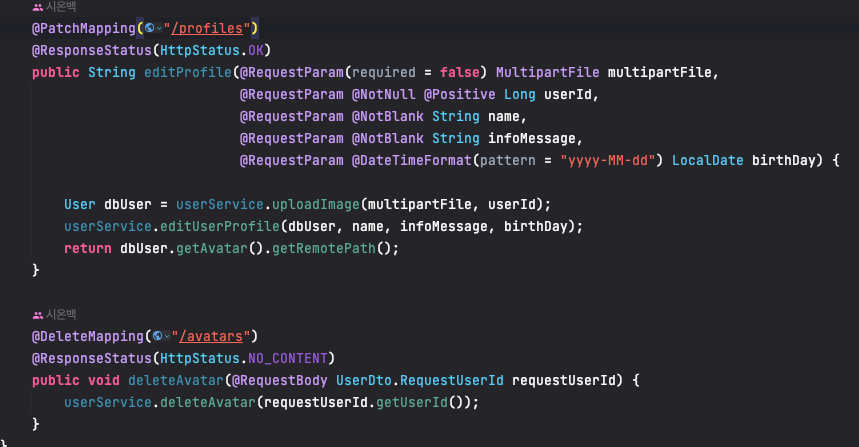 시온백
@PatchMapping("/profiles")
@ResponseStatus(HttpStatus.OK)
public String editProfile(@RequestParam(required = false) MultipartFile multipartFile,
                          @RequestParam @NotNull @Positive Long userId,
                          @RequestParam @NotBlank String name,
                          @RequestParam @NotBlank String infoMessage,
                          @RequestParam @DateTimeFormat(pattern = "yyyy-MM-dd") LocalDate birthDay) {
    User dbUser = userService.uploadImage(multipartFile, userId);
    userService.editUserProfile(dbUser, name, infoMessage, birthDay);
    return dbUser.getAvatar().getRemotePath();
}
시온백
@DeleteMapping("/avatars")
@ResponseStatus(HttpStatus.NO_CONTENT)
public void deleteAvatar(@RequestBody UserDto.RequestUserId requestUserId) {
    userService.deleteAvatar(requestUserId.getUserId());
}
}